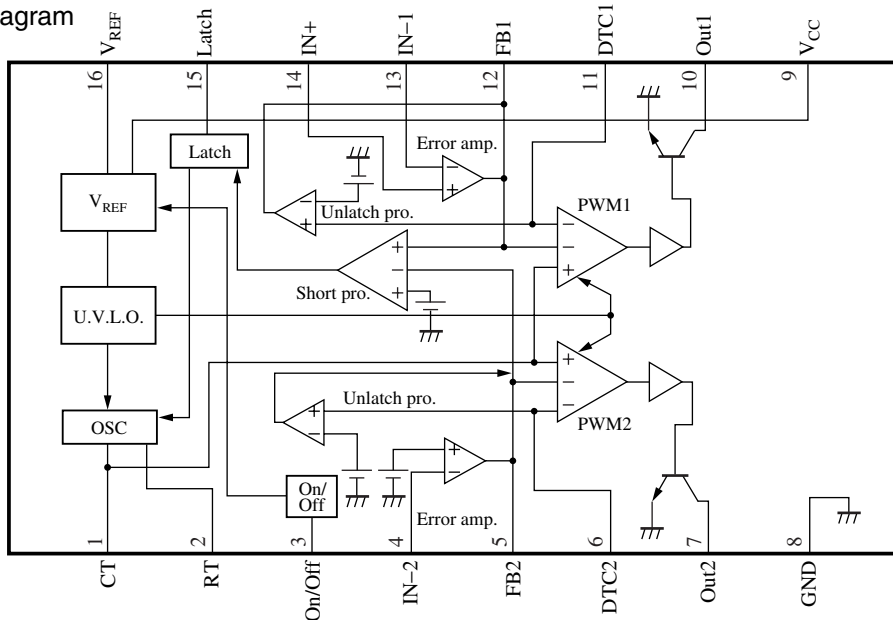 agram
VREF
Latch
IN+
IN−1
FB1
DTC1
Out1
VCC
16
15
14
13
12
11
10
9
Latch
Error amp.
VREF
Unlatch pro.
PWM1
Short pro.
U.V.L.O.
OSC
Unlatch pro.
PWM2
On/
Off
Error amp.
1
2
3
4
5
6
7
8
CT
RT
On/Off
IN−2
FB2
DTC2
Out2
GND
− + − + + − + − − + + − − + − + −